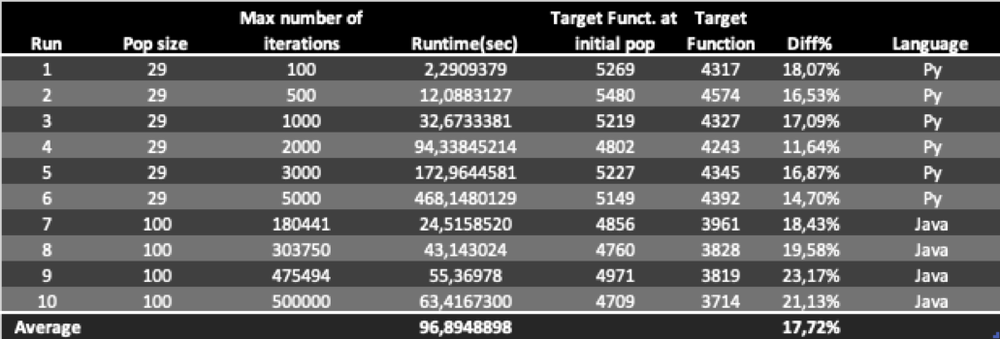 Max number of Target Funct. at Target
Run Pop size iterations Runtime(sec) initial pop Function Diff% Language
1 29 100 2,2909379 5269 4317 18,07% Py
2 29 500 12,0883127 5480 4574 16,53% Py
3 29 1000 32,6733381 5219 4327 17,09% Py
4 29 2000 94,33845214 4802 4243 11,64% Py
5 29 3000 172,9644581 5227 4345 16,87% Py
6 29 5000 468,1480129 5149 4392 14,70% Py
7 100 180441 24,5158520 4856 3961 18,43% Java
8 100 303750 43,143024 4760 3828 19,58% Java
9 100 475494 55,36978 4971 3819 23,17% Java
10 100 500000 63,4167300 4709 3714 21,13% Java
Average 96,8948898 17,72%